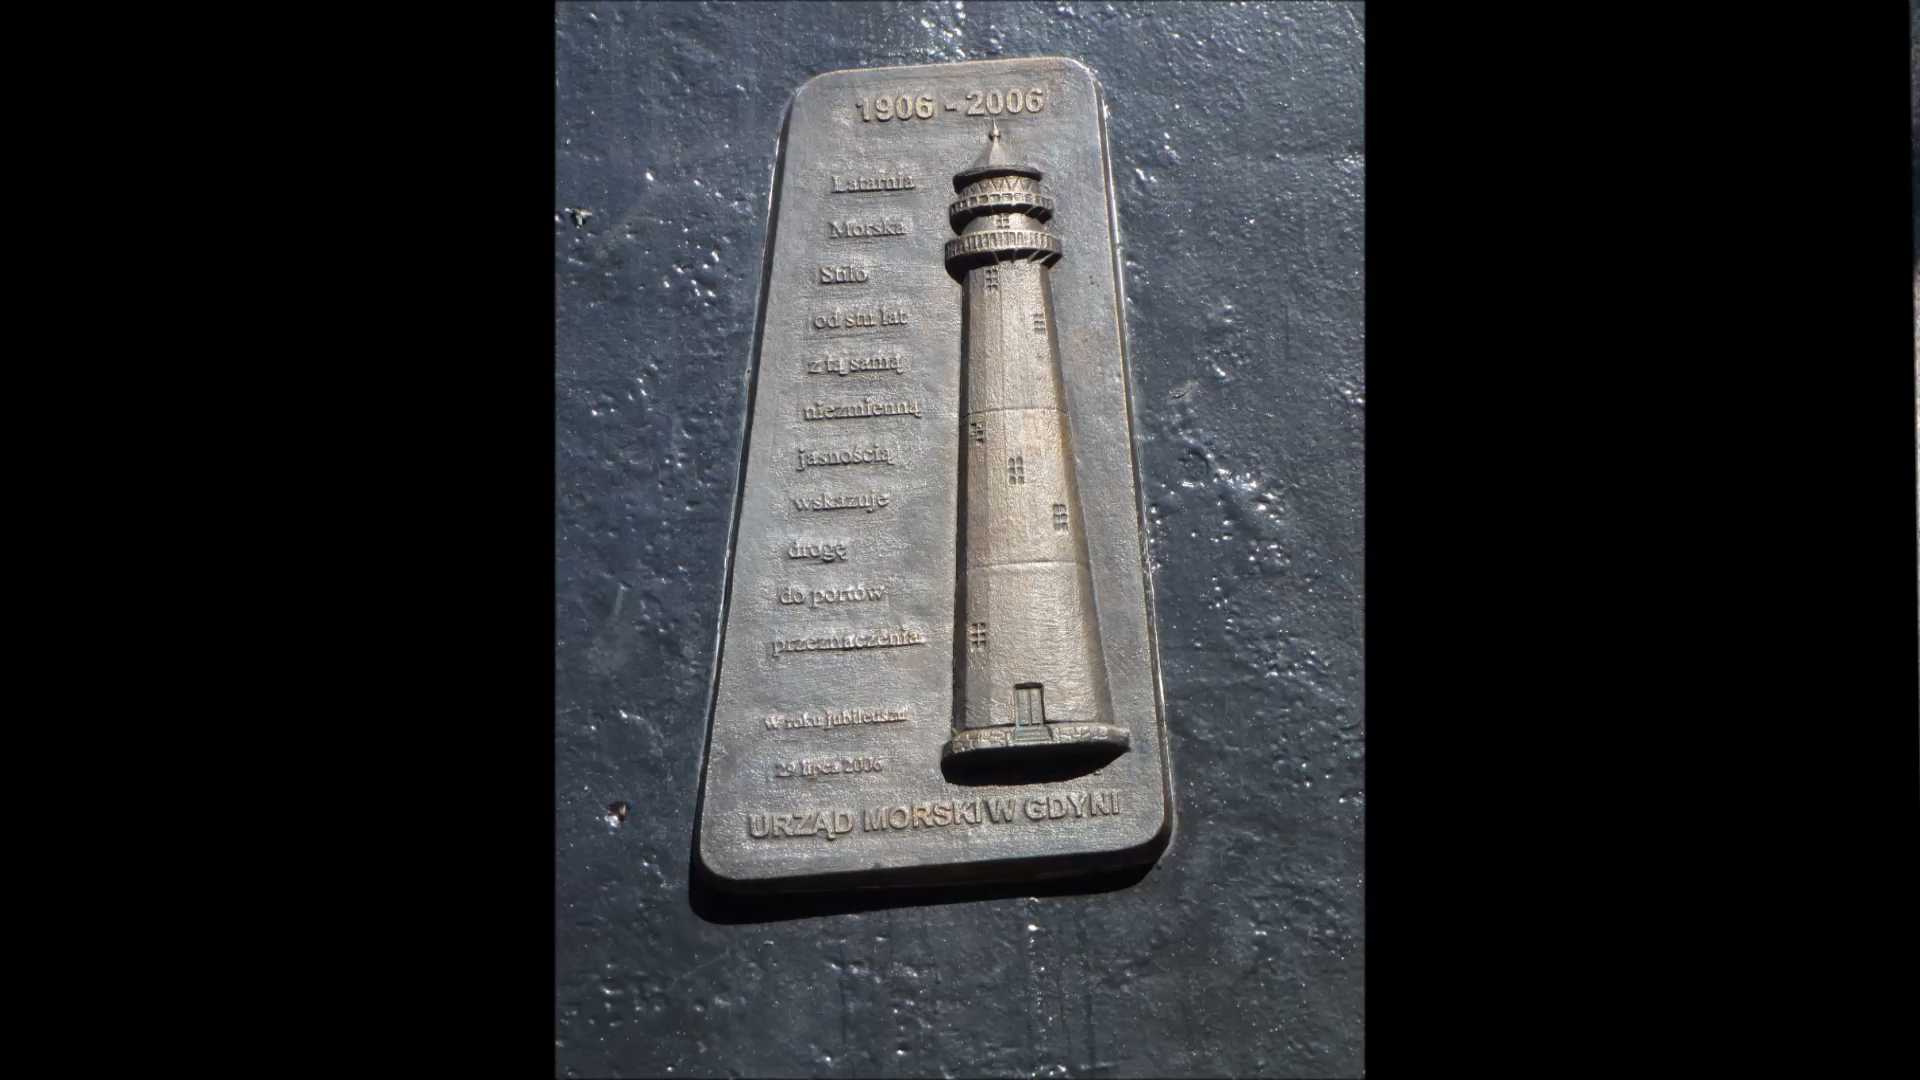 1906 - 2006
Latarnia
Morska
Stilo
od stu lat
z tą samą
niezmienną
jasnością
wskazuje
drogę
do portów
przeznaczenia
W roku jubileuszu
29 lipca 2006
URZĄD MORSKI W GDYNI